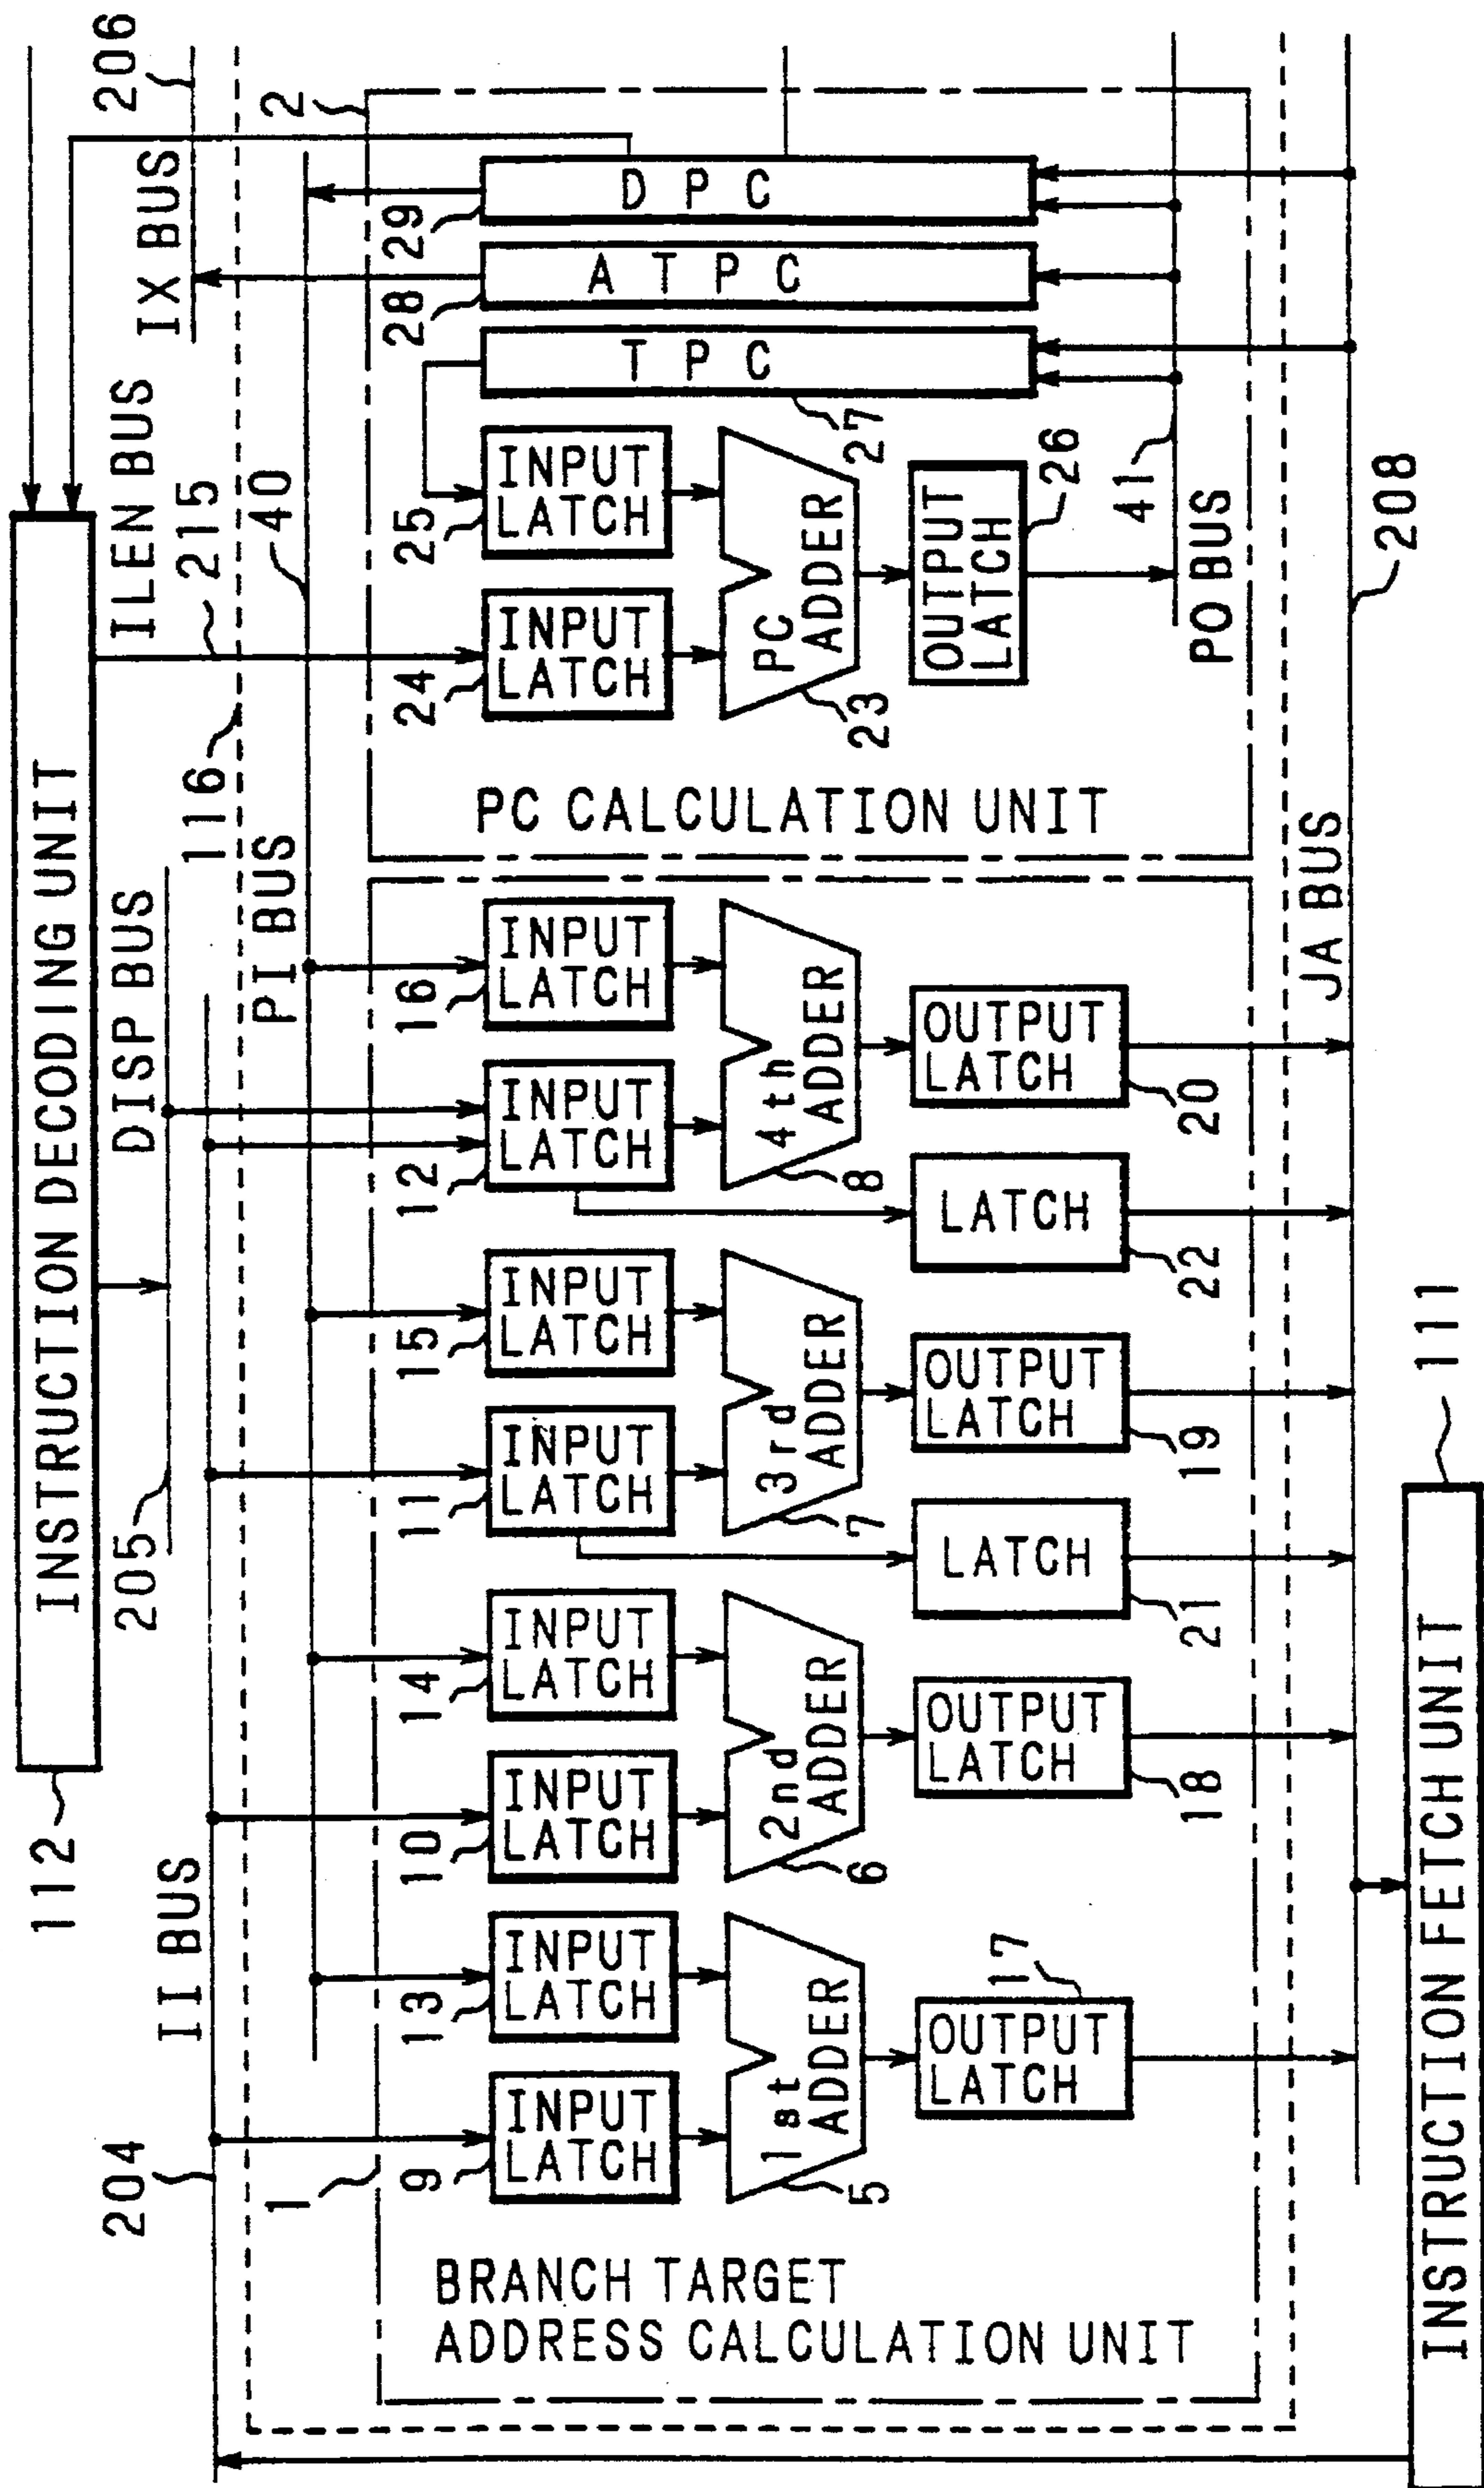 112
INSTRUCTION DECODING UNIT
II BUS
204
205
DISP BUS
116
ILEN BUS
215
IX BUS
206
PI BUS
40
1
2
9
INPUT
LATCH
13
INPUT
LATCH
10
INPUT
LATCH
14
INPUT
LATCH
11
INPUT
LATCH
15
INPUT
LATCH
12
INPUT
LATCH
16
INPUT
LATCH
24
INPUT
LATCH
25
INPUT
LATCH
28
29
TPC
ATPC
DPC
27
1st
ADDER
5
2nd
ADDER
6
3rd
ADDER
7
4th
ADDER
8
PC
ADDER
23
OUTPUT
LATCH
17
OUTPUT
LATCH
18
LATCH
21
OUTPUT
LATCH
19
LATCH
22
OUTPUT
LATCH
20
OUTPUT
LATCH
26
BRANCH TARGET
ADDRESS CALCULATION UNIT
PC CALCULATION UNIT
41
PO BUS
JA BUS
208
INSTRUCTION FETCH UNIT
111